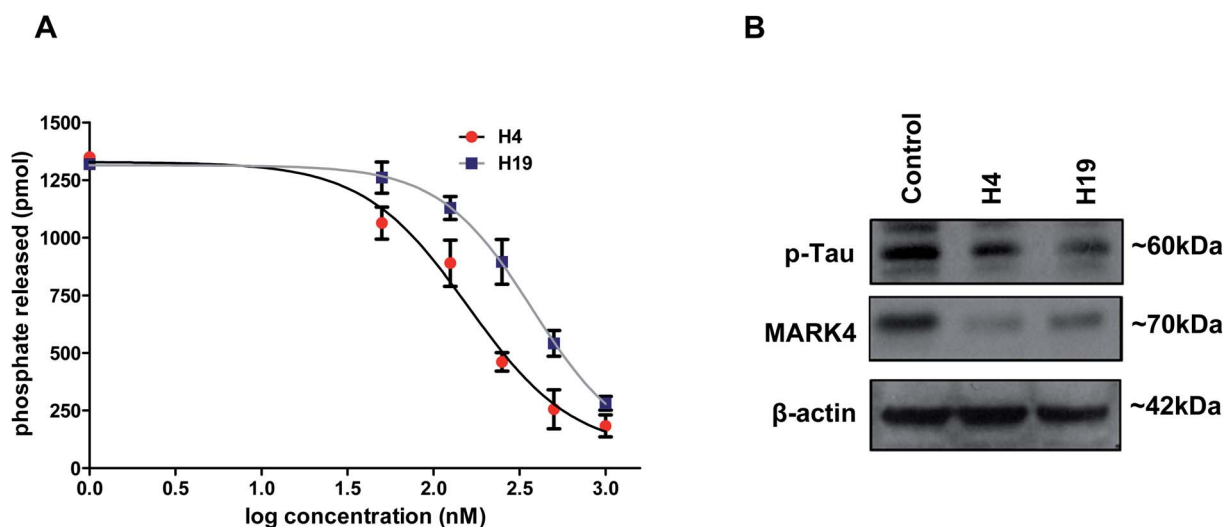 A
B
1500
1250
1000
750
500
250
0
phosphate released (pmol)
H4
H19
0.0 0.5 1.0 1.5 2.0 2.5 3.0
log concentration (nM)
Control
H4
H19
p-Tau
~60kDa
MARK4
~70kDa
β-actin
~42kDa